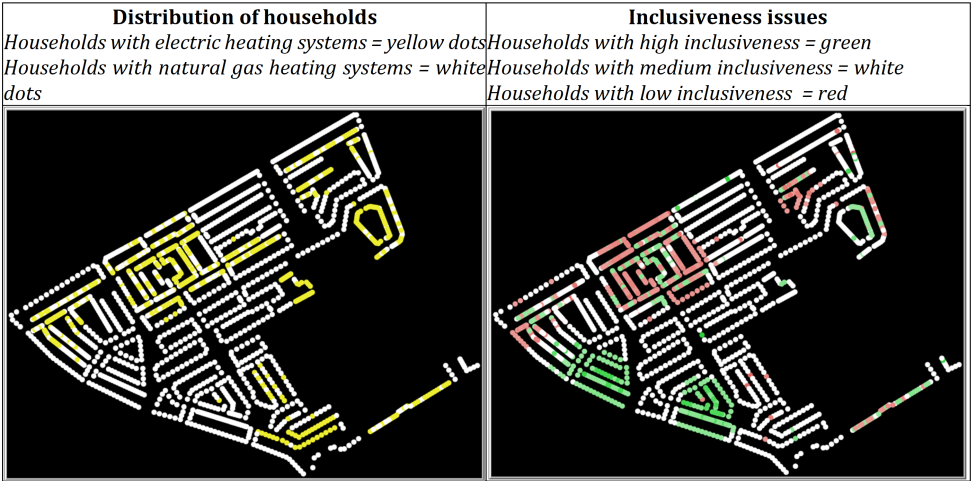 Distribution of households
Households with electric heating systems = yellow dots
Households with natural gas heating systems = white
dots
Inclusiveness issues
Households with high inclusiveness = green
Households with medium inclusiveness = white
Households with low inclusiveness = red